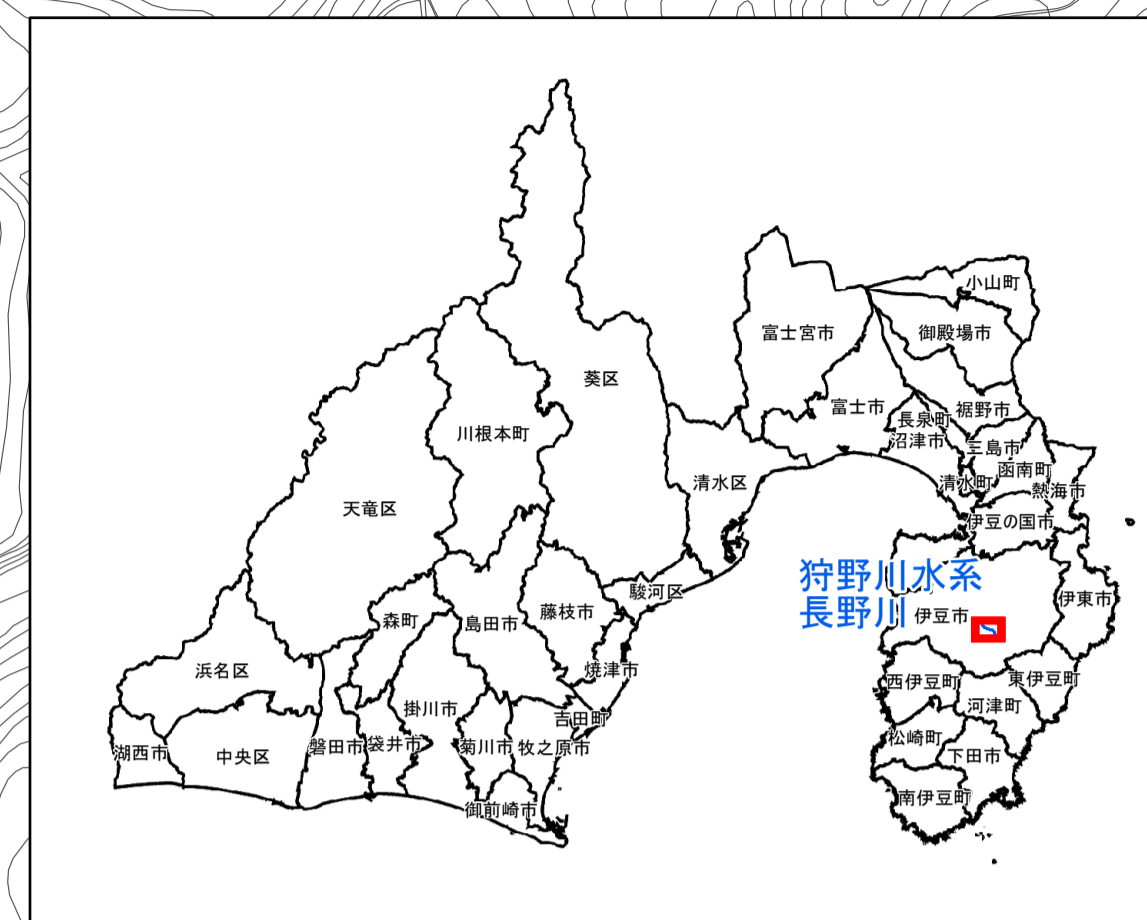 小山町
富士宮市
御殿場市
葵区
富士市
裾野市
長泉町
沼津市
川根本町
三島市
函南町
清水区
清水町
熱海市
天竜区
伊豆の国市
狩野川水系
長野川
駿河区
伊東市
藤枝市
伊豆市
森町
島田市
浜名区
焼津市
西伊豆町
東伊豆町
掛川市
河津町
吉田町
松崎町
湖西市
中央区
磐田市
袋井市
菊川市
牧之原市
下田市
南伊豆町
御前崎市